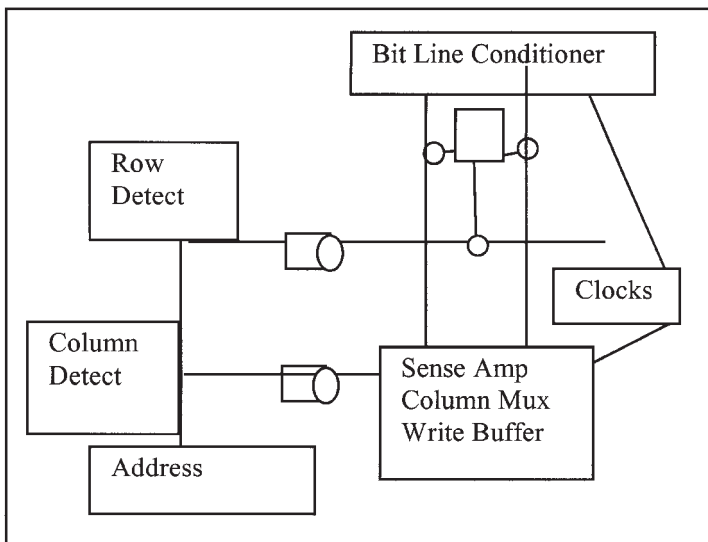 Bit Line Conditioner
Row
Detect
Clocks
Column
Detect
Sense Amp
Column Mux
Write Buffer
Address